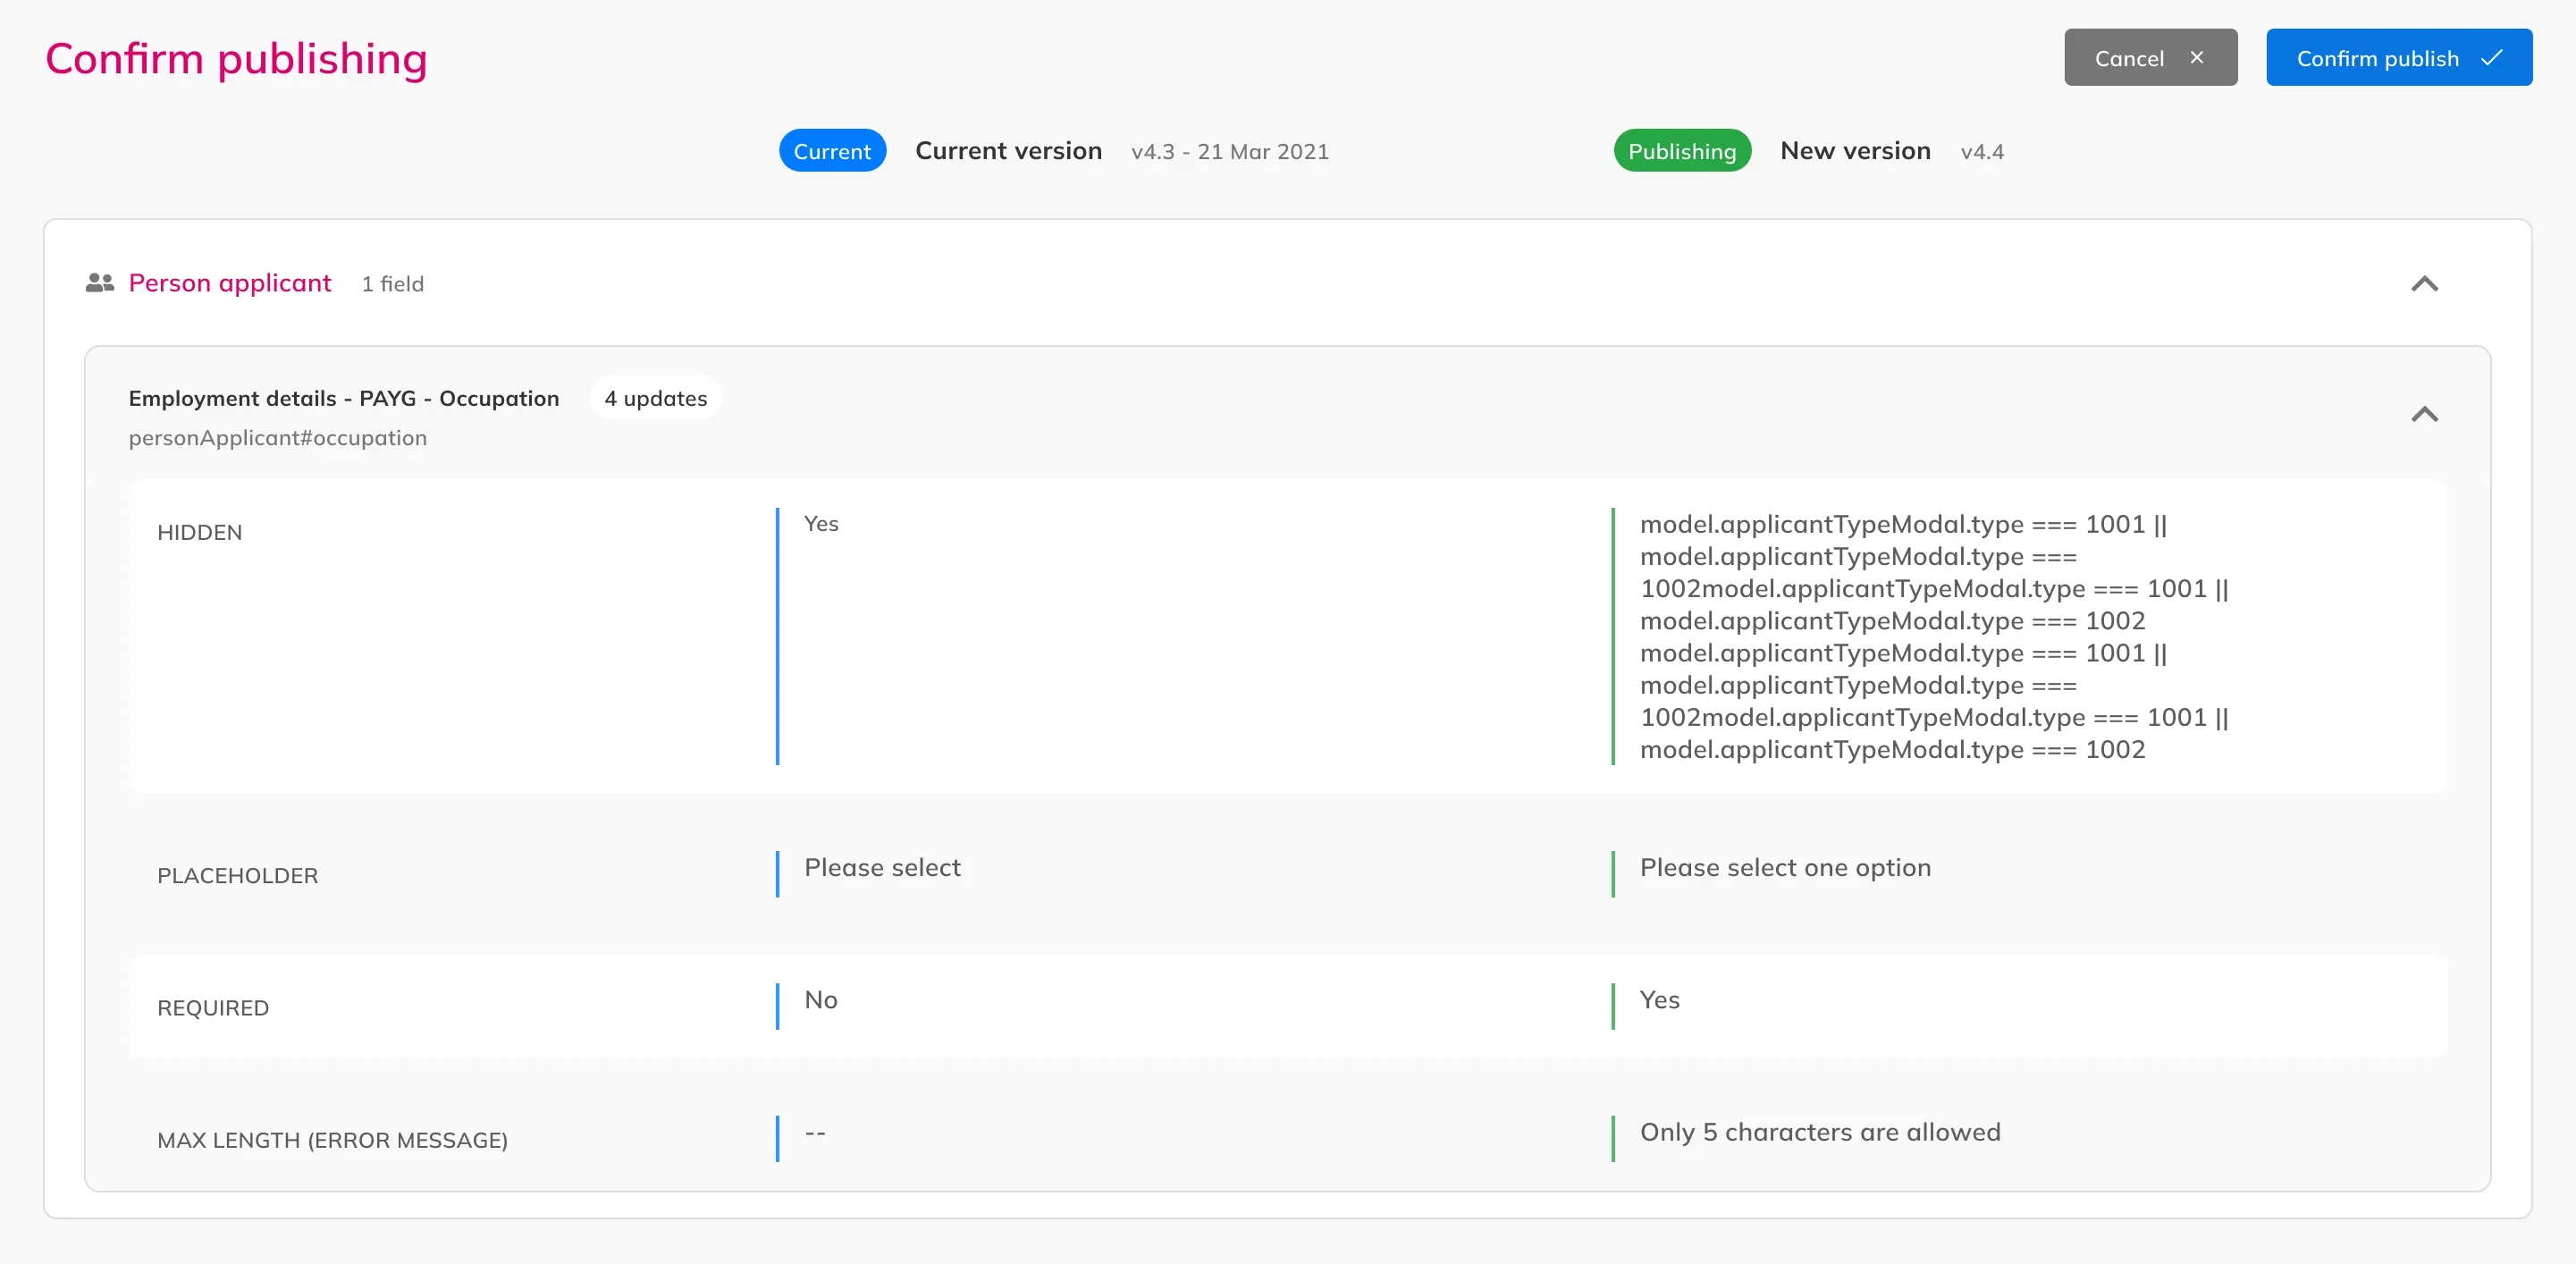 Confirm publishing
Cancel ×
Confirm publish ✓
Current Current version v4.3 - 21 Mar 2021
Publishing New version v4.4
Person applicant 1 field
Employment details - PAYG - Occupation 4 updates
personApplicant#occupation
HIDDEN
Yes
model.applicantTypeModal.type === 1001 ||
model.applicantTypeModal.type ===
1002model.applicantTypeModal.type === 1001 ||
model.applicantTypeModal.type === 1002
model.applicantTypeModal.type === 1001 ||
model.applicantTypeModal.type ===
1002model.applicantTypeModal.type === 1001 ||
model.applicantTypeModal.type === 1002
PLACEHOLDER
Please select
Please select one option
REQUIRED
No
Yes
MAX LENGTH (ERROR MESSAGE)
--
Only 5 characters are allowed